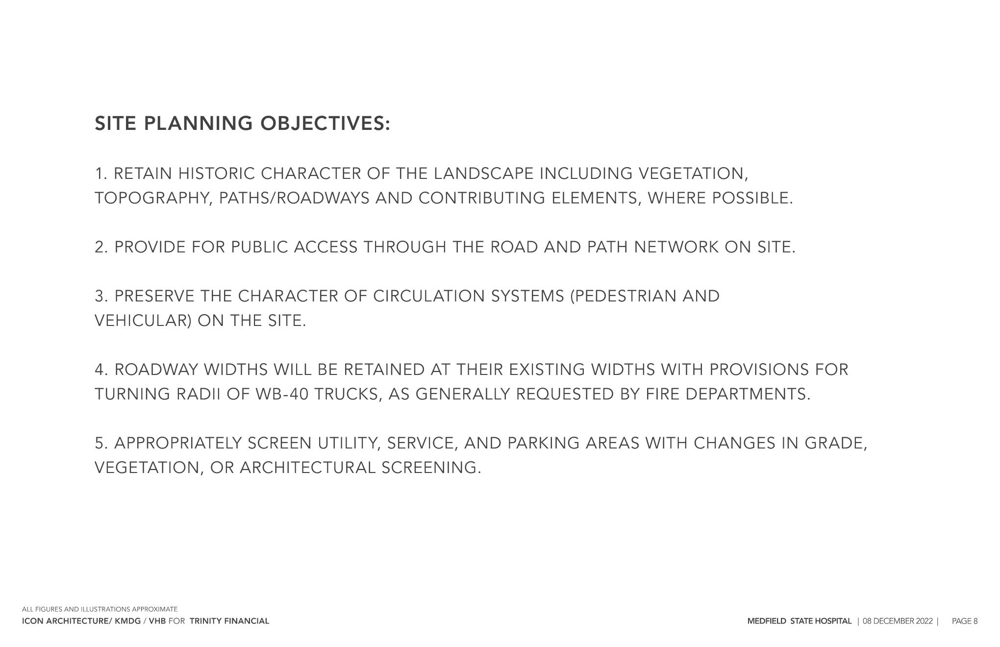 SITE PLANNING OBJECTIVES:
1. RETAIN HISTORIC CHARACTER OF THE LANDSCAPE INCLUDING VEGETATION,
TOPOGRAPHY, PATHS/ROADWAYS AND CONTRIBUTING ELEMENTS, WHERE POSSIBLE.
2. PROVIDE FOR PUBLIC ACCESS THROUGH THE ROAD AND PATH NETWORK ON SITE.
3. PRESERVE THE CHARACTER OF CIRCULATION SYSTEMS (PEDESTRIAN AND
VEHICULAR) ON THE SITE.
4. ROADWAY WIDTHS WILL BE RETAINED AT THEIR EXISTING WIDTHS WITH PROVISIONS FOR
TURNING RADII OF WB-40 TRUCKS, AS GENERALLY REQUESTED BY FIRE DEPARTMENTS.
5. APPROPRIATELY SCREEN UTILITY, SERVICE, AND PARKING AREAS WITH CHANGES IN GRADE,
VEGETATION, OR ARCHITECTURAL SCREENING.
ALL FIGURES AND ILLUSTRATIONS APPROXIMATE
ICON ARCHITECTURE/ KMDG / VHB FOR TRINITY FINANCIAL
MEDFIELD STATE HOSPITAL | 08 DECEMBER 2022 | PAGE 8